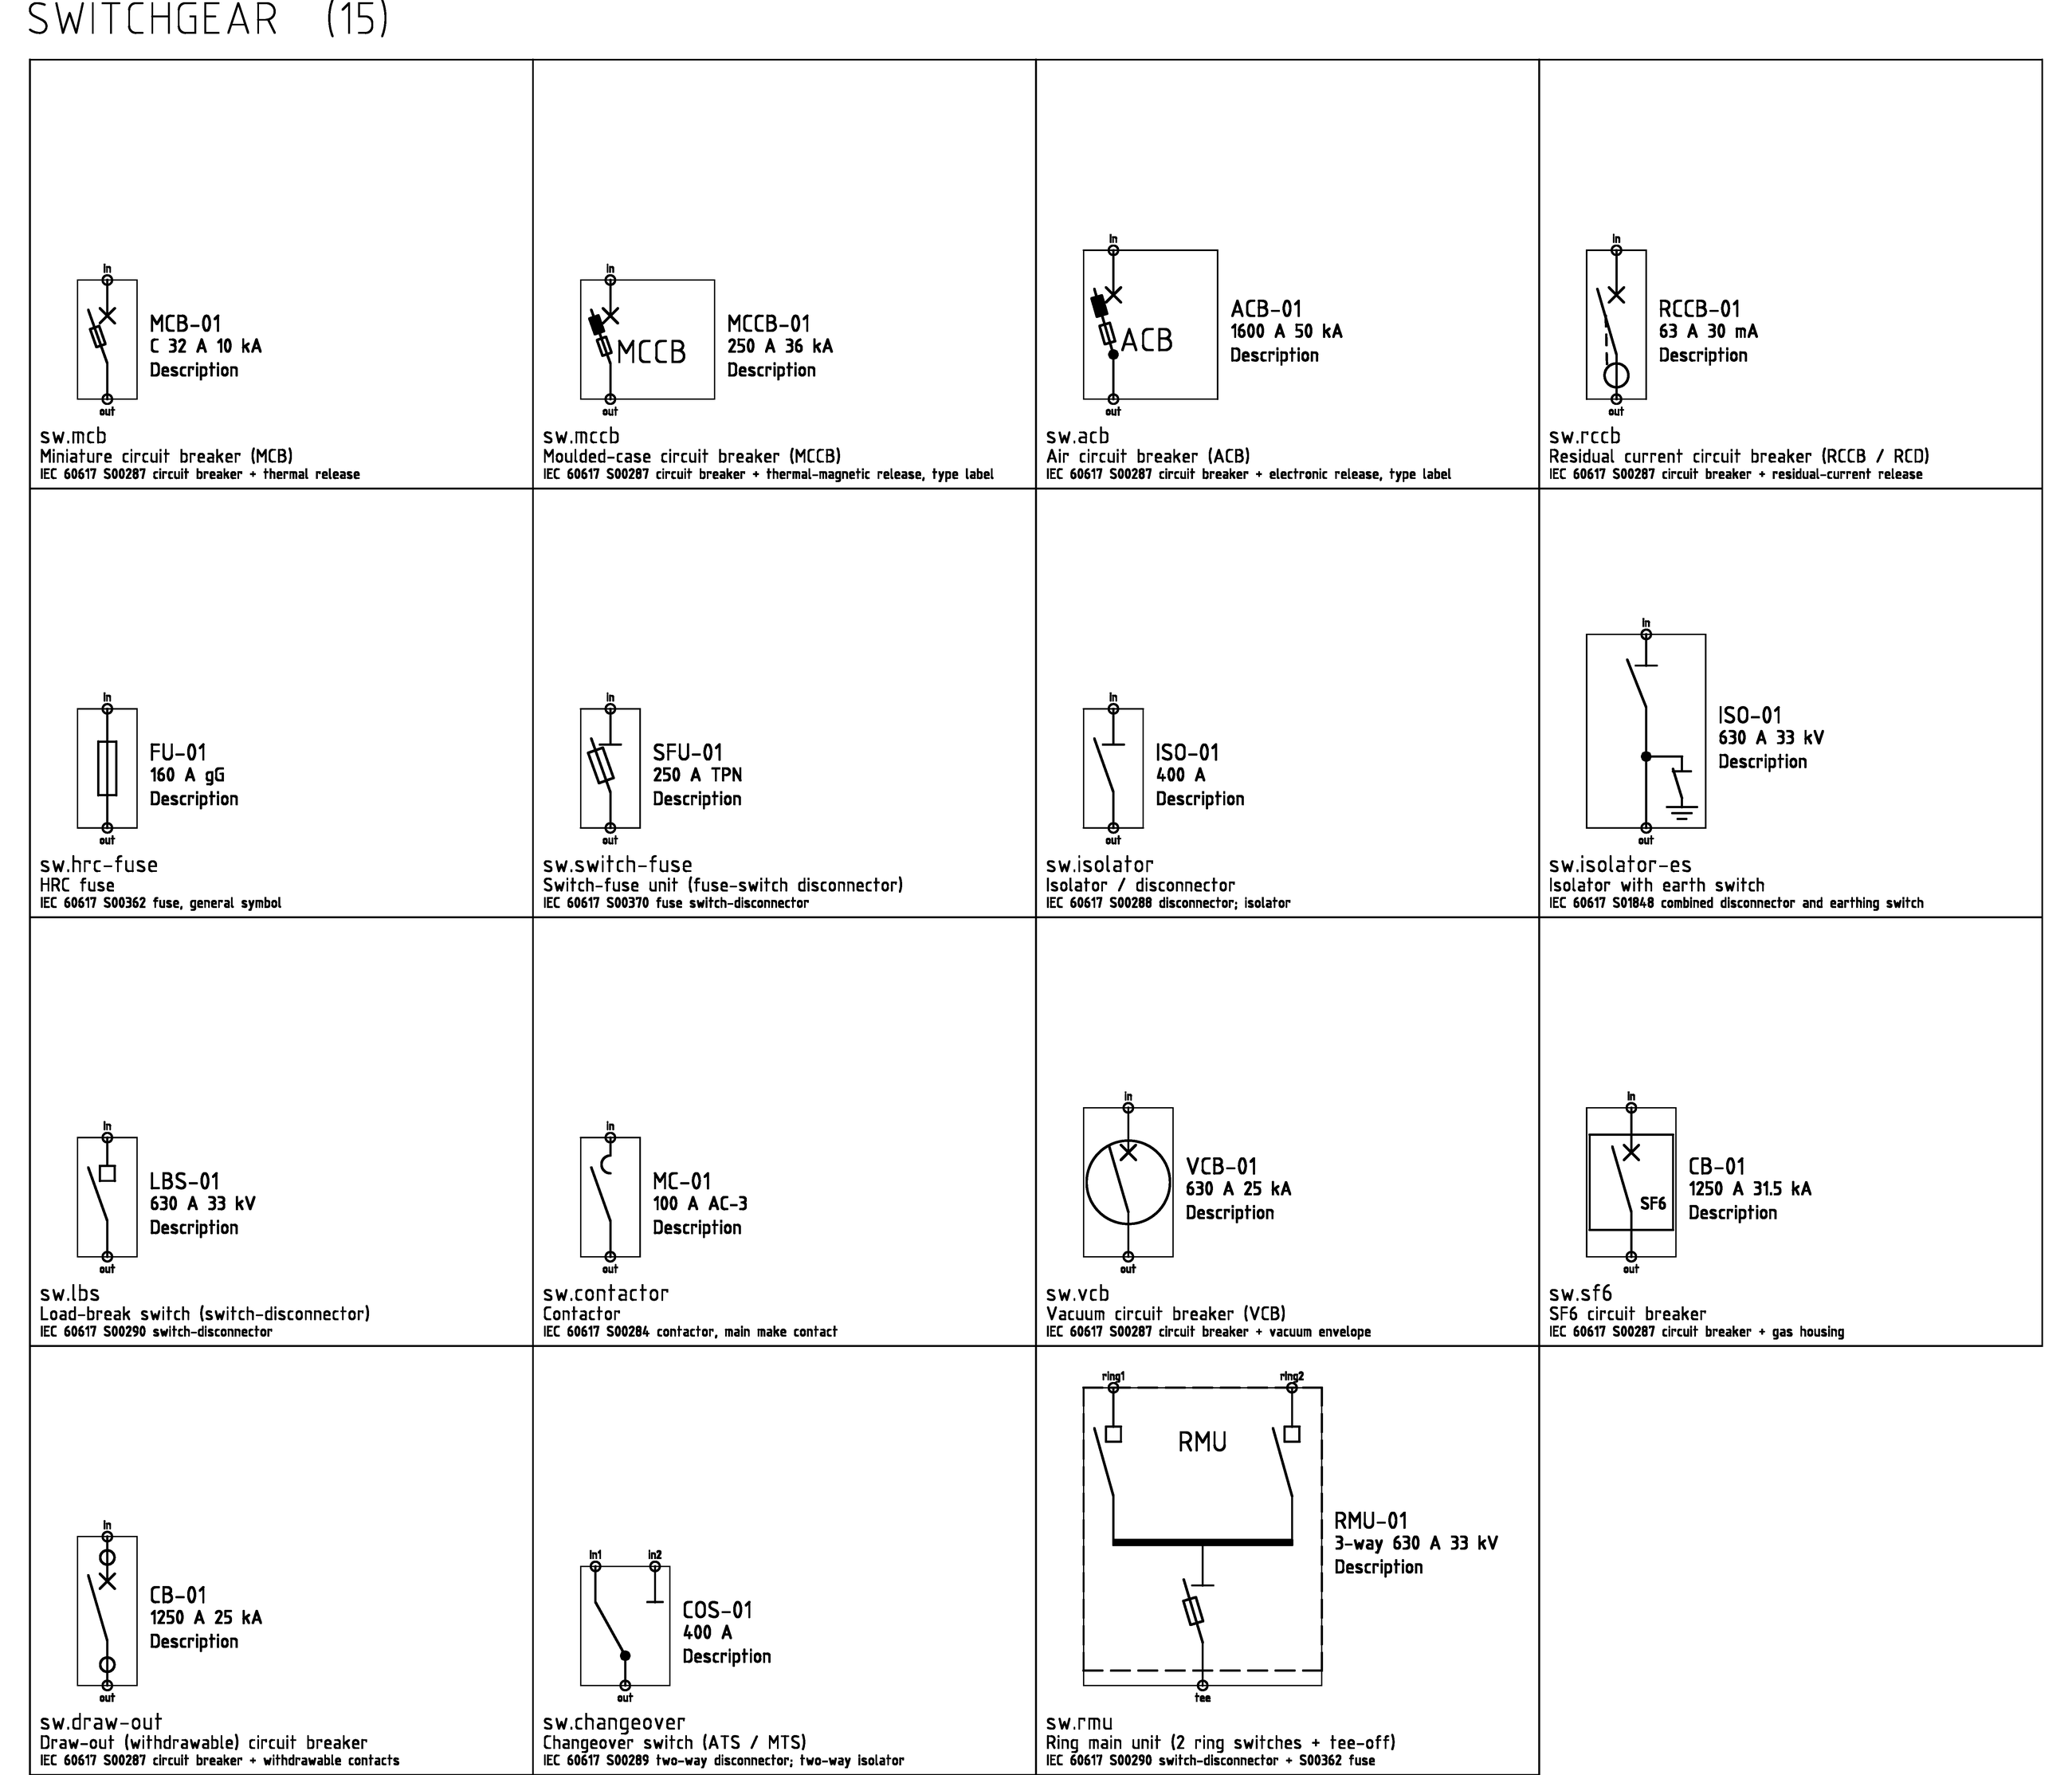 SWITCHGEAR (15)
in
MCB-01
C 32 A 10 kA
Description
out
sw.mcb
Miniature circuit breaker (MCB)
IEC 60617 S00287 circuit breaker + thermal release
in
MCCB
MCCB-01
250 A 36 kA
Description
out
sw.mccb
Moulded-case circuit breaker (MCCB)
IEC 60617 S00287 circuit breaker + thermal-magnetic release, type label
in
ACB
ACB-01
1600 A 50 kA
Description
out
sw.acb
Air circuit breaker (ACB)
IEC 60617 S00287 circuit breaker + electronic release, type label
in
RCCB-01
63 A 30 mA
Description
out
sw.rccb
Residual current circuit breaker (RCCB / RCD)
IEC 60617 S00287 circuit breaker + residual-current release
in
FU-01
160 A gG
Description
out
sw.hrc-fuse
HRC fuse
IEC 60617 S00362 fuse, general symbol
in
SFU-01
250 A TPN
Description
out
sw.switch-fuse
Switch-fuse unit (fuse-switch disconnector)
IEC 60617 S00370 fuse switch-disconnector
in
ISO-01
400 A
Description
out
sw.isolator
Isolator / disconnector
IEC 60617 S00288 disconnector; isolator
in
ISO-01
630 A 33 kV
Description
out
sw.isolator-es
Isolator with earth switch
IEC 60617 S01848 combined disconnector and earthing switch
in
LBS-01
630 A 33 kV
Description
out
sw.lbs
Load-break switch (switch-disconnector)
IEC 60617 S00290 switch-disconnector
in
MC-01
100 A AC-3
Description
out
sw.contactor
Contactor
IEC 60617 S00284 contactor, main make contact
in
VCB-01
630 A 25 kA
Description
out
sw.vcb
Vacuum circuit breaker (VCB)
IEC 60617 S00287 circuit breaker + vacuum envelope
in
SF6
CB-01
1250 A 31.5 kA
Description
out
sw.sf6
SF6 circuit breaker
IEC 60617 S00287 circuit breaker + gas housing
in
CB-01
1250 A 25 kA
Description
out
sw.draw-out
Draw-out (withdrawable) circuit breaker
IEC 60617 S00287 circuit breaker + withdrawable contacts
in1 in2
COS-01
400 A
Description
out
sw.changeover
Changeover switch (ATS / MTS)
IEC 60617 S00289 two-way disconnector; two-way isolator
ring1 ring2
RMU
RMU-01
3-way 630 A 33 kV
Description
tee
sw.rmu
Ring main unit (2 ring switches + tee-off)
IEC 60617 S00290 switch-disconnector + S00362 fuse